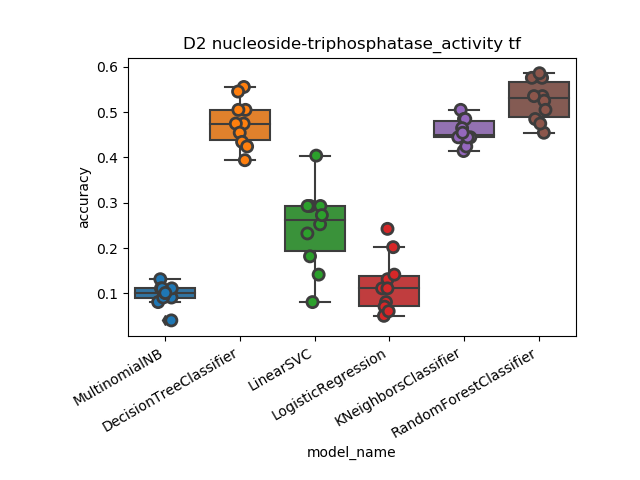 D2 nucleoside-triphosphatase_activity tf
accuracy
0.6
0.5
0.4
0.3
0.2
0.1
MultinomialNB
DecisionTreeClassifier
LinearSVC
LogisticRegression
KNeighborsClassifier
RandomForestClassifier
model_name